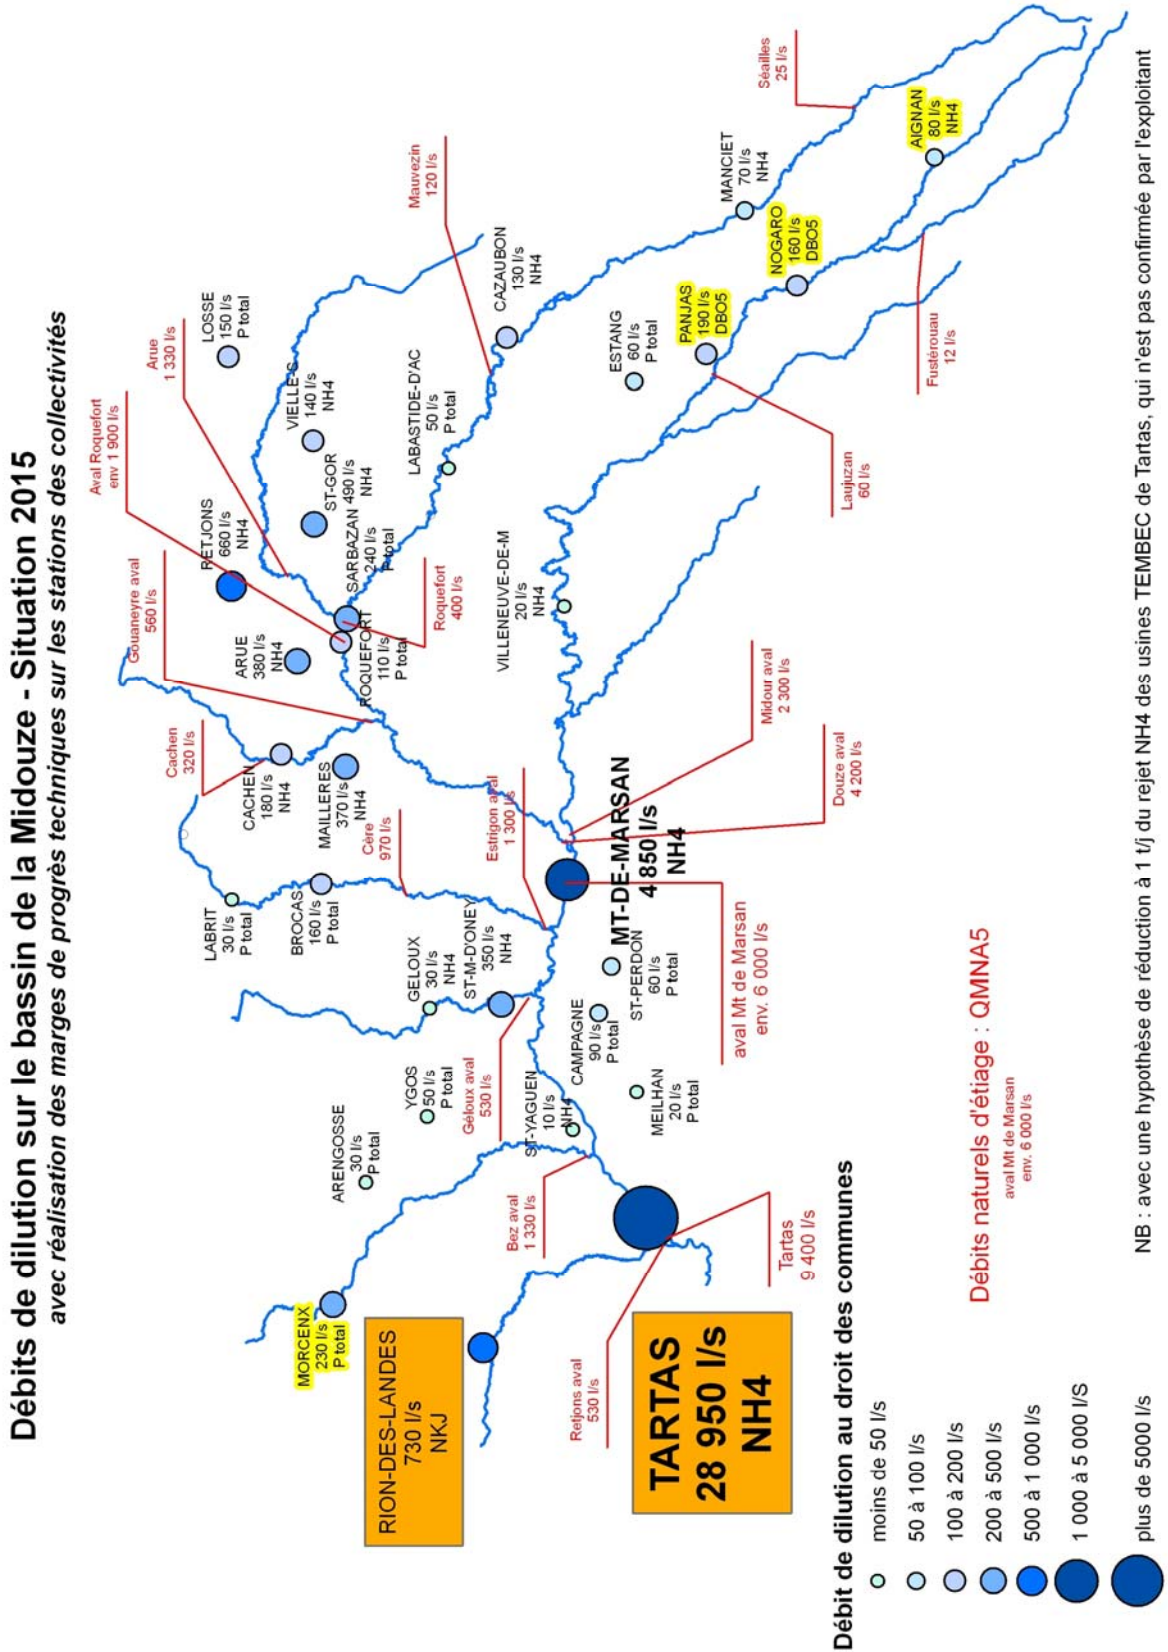 Débits de dilution sur le bassin de la Midouze - Situation 2015
avec réalisation des marges de progrès techniques sur les stations des collectivités
MORCENX
230 l/s
P total
RION-DES-LANDES
730 l/s
NKJ
TARTAS
28 950 l/s
NH4
Retjons aval
530 l/s
Tartas
9 400 l/s
Bez aval
1 330 l/s
ARENGOSSE
30 l/s
P total
YGOS
50 l/s
P total
Géloux aval
530 l/s
ST-YAGUEN
10 l/s
NH4
MEILHAN
20 l/s
P total
CAMPAGNE
90 l/s
P total
ST-PERDON
60 l/s
P total
GELOUX
30 l/s
NH4
ST-M-D'ONEY
350 l/s
NH4
LABRIT
30 l/s
P total
BROCAS
160 l/s
P total
Cère
970 l/s
Estrigon aval
1 300 l/s
MT-DE-MARSAN
4 850 l/s
NH4
aval Mt de Marsan
env. 6 000 l/s
Cachen
320 l/s
CACHEN
180 l/s
NH4
MAILLERES
370 l/s
NH4
Gouaneyre aval
560 l/s
Aval Roquefort
env 1 900 l/s
Arue
1 330 l/s
ARUE
380 l/s
NH4
RETJONS
660 l/s
NH4
ROQUEFORT
110 l/s
P total
SARBAZAN
240 l/s
P total
ST-GOR
490 l/s
NH4
VIELLE-S
140 l/s
NH4
LOSSE
150 l/s
P total
Roquefort
400 l/s
LABASTIDE-D'AC
50 l/s
P total
Mauvezin
120 l/s
CAZAUBON
130 l/s
NH4
VILLENEUVE-DE-M
20 l/s
NH4
Midour aval
2 300 l/s
Douze aval
4 200 l/s
ESTANG
60 l/s
P total
PANJAS
190 l/s
DBO5
Laujuzan
60 l/s
NOGARO
160 l/s
DBO5
MANCIET
70 l/s
NH4
Séailles
25 l/s
AIGNAN
80 l/s
NH4
Fustérouau
12 l/s
Débit de dilution au droit des communes
moins de 50 l/s
50 à 100 l/s
100 à 200 l/s
200 à 500 l/s
500 à 1 000 l/s
1 000 à 5 000 l/S
plus de 5000 l/s
Débits naturels d'étiage : QMNA5
aval Mt de Marsan
env. 6 000 l/s
NB : avec une hypothèse de réduction à 1 t/j du rejet NH4 des usines TEMBEC de Tartas, qui n'est pas confirmée par l'exploitant